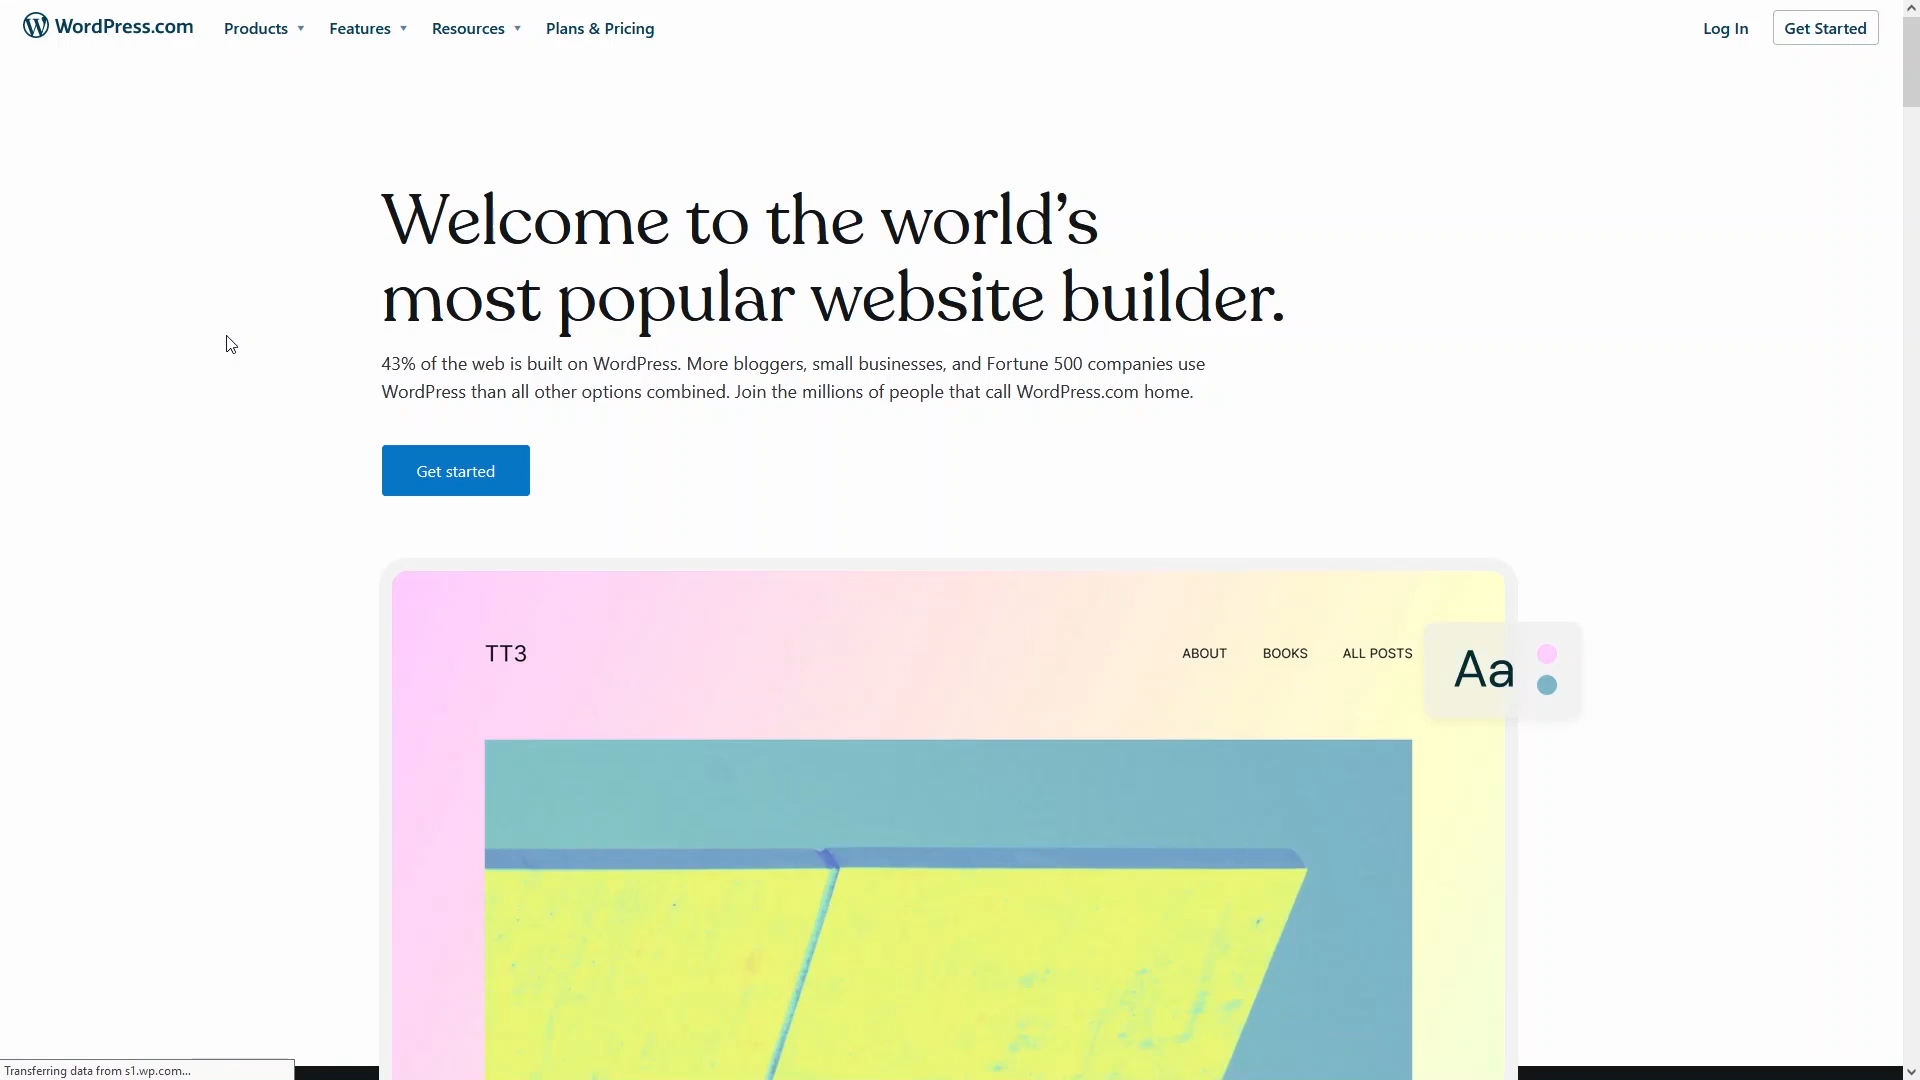 WordPress.com Products Features Resources Plans & Pricing Log In Get Started
Welcome to the world’s
most popular website builder.
43% of the web is built on WordPress. More bloggers, small businesses, and Fortune 500 companies use
WordPress than all other options combined. Join the millions of people that call WordPress.com home.
Get started
TT3 ABOUT BOOKS ALL POSTS
Aa
Transferring data from s1.wp.com...